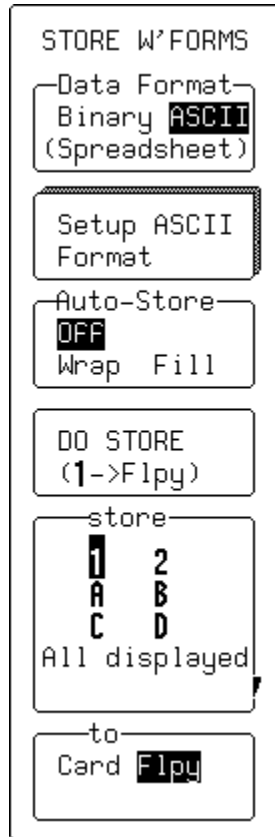 STORE W'FORMS
Data Format
Binary ASCII
(Spreadsheet)
Setup ASCII
Format
Auto-Store
OFF
Wrap Fill
DO STORE
(1->Flpy)
store
1 2
A B
C D
All displayed
to
Card Flpy